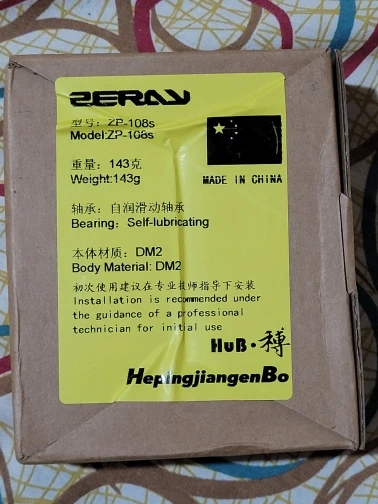 ZERAY
型号：ZP-108s
Model:ZP-108s
MADE IN CHINA
重量：143克
Weight:143g
轴承：自润滑动轴承
Bearing：Self-lubricating
本体材质：DM2
Body Material: DM2
初次使用建议在专业技师指导下安装
Installation is recommended under
the guidance of a professional
technician for initial use
HuB·
HepingjiangenBo